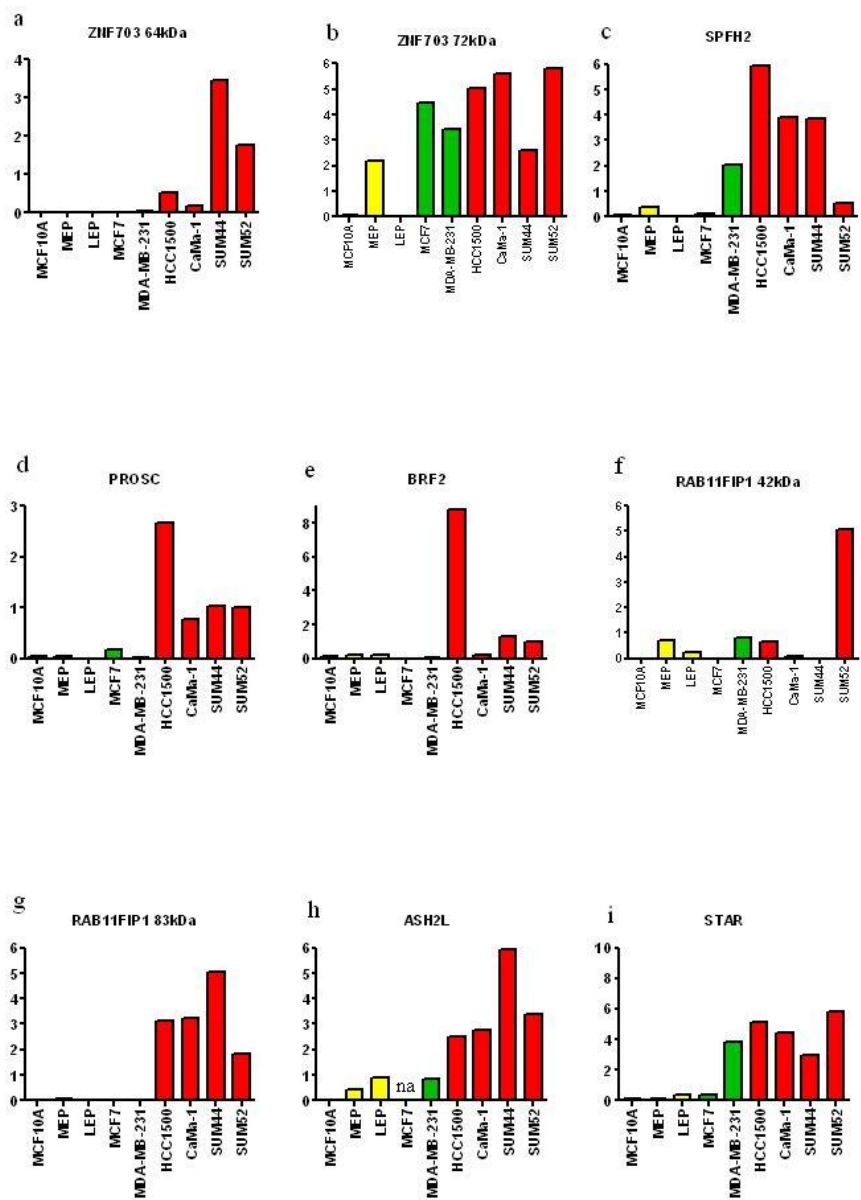 a
ZNF703 64kDa
4
3
2
1
0
MCF10A
MEP
LEP
MCF7
MDA-MB-231
HCC1500
CaMa-1
SUM44
SUM52
b
ZNF703 72kDa
6
5
4
3
2
1
0
MCF10A
MEP
LEP
MCF7
MDA-MB-231
HCC1500
CaMa-1
SUM44
SUM52
c
SPFH2
6
5
4
3
2
1
0
MCF10A
MEP
LEP
MCF7
MDA-MB-231
HCC1500
CaMa-1
SUM44
SUM52
d
PROSC
3
2
1
0
MCF10A
MEP
LEP
MCF7
MDA-MB-231
HCC1500
CaMa-1
SUM44
SUM52
e
BRF2
8
6
4
2
0
MCF10A
MEP
LEP
MCF7
MDA-MB-231
HCC1500
CaMa-1
SUM44
SUM52
f
RAB11FIP1 42kDa
6
5
4
3
2
1
0
MCF10A
MEP
LEP
MCF7
MDA-MB-231
HCC1500
CaMa-1
SUM44
SUM52
g
RAB11FIP1 83kDa
6
5
4
3
2
1
0
MCF10A
MEP
LEP
MCF7
MDA-MB-231
HCC1500
CaMa-1
SUM44
SUM52
h
ASH2L
6
5
4
3
2
1
0
na
MCF10A
MEP
LEP
MCF7
MDA-MB-231
HCC1500
CaMa-1
SUM44
SUM52
i
STAR
10
8
6
4
2
0
MCF10A
MEP
LEP
MCF7
MDA-MB-231
HCC1500
CaMa-1
SUM44
SUM52